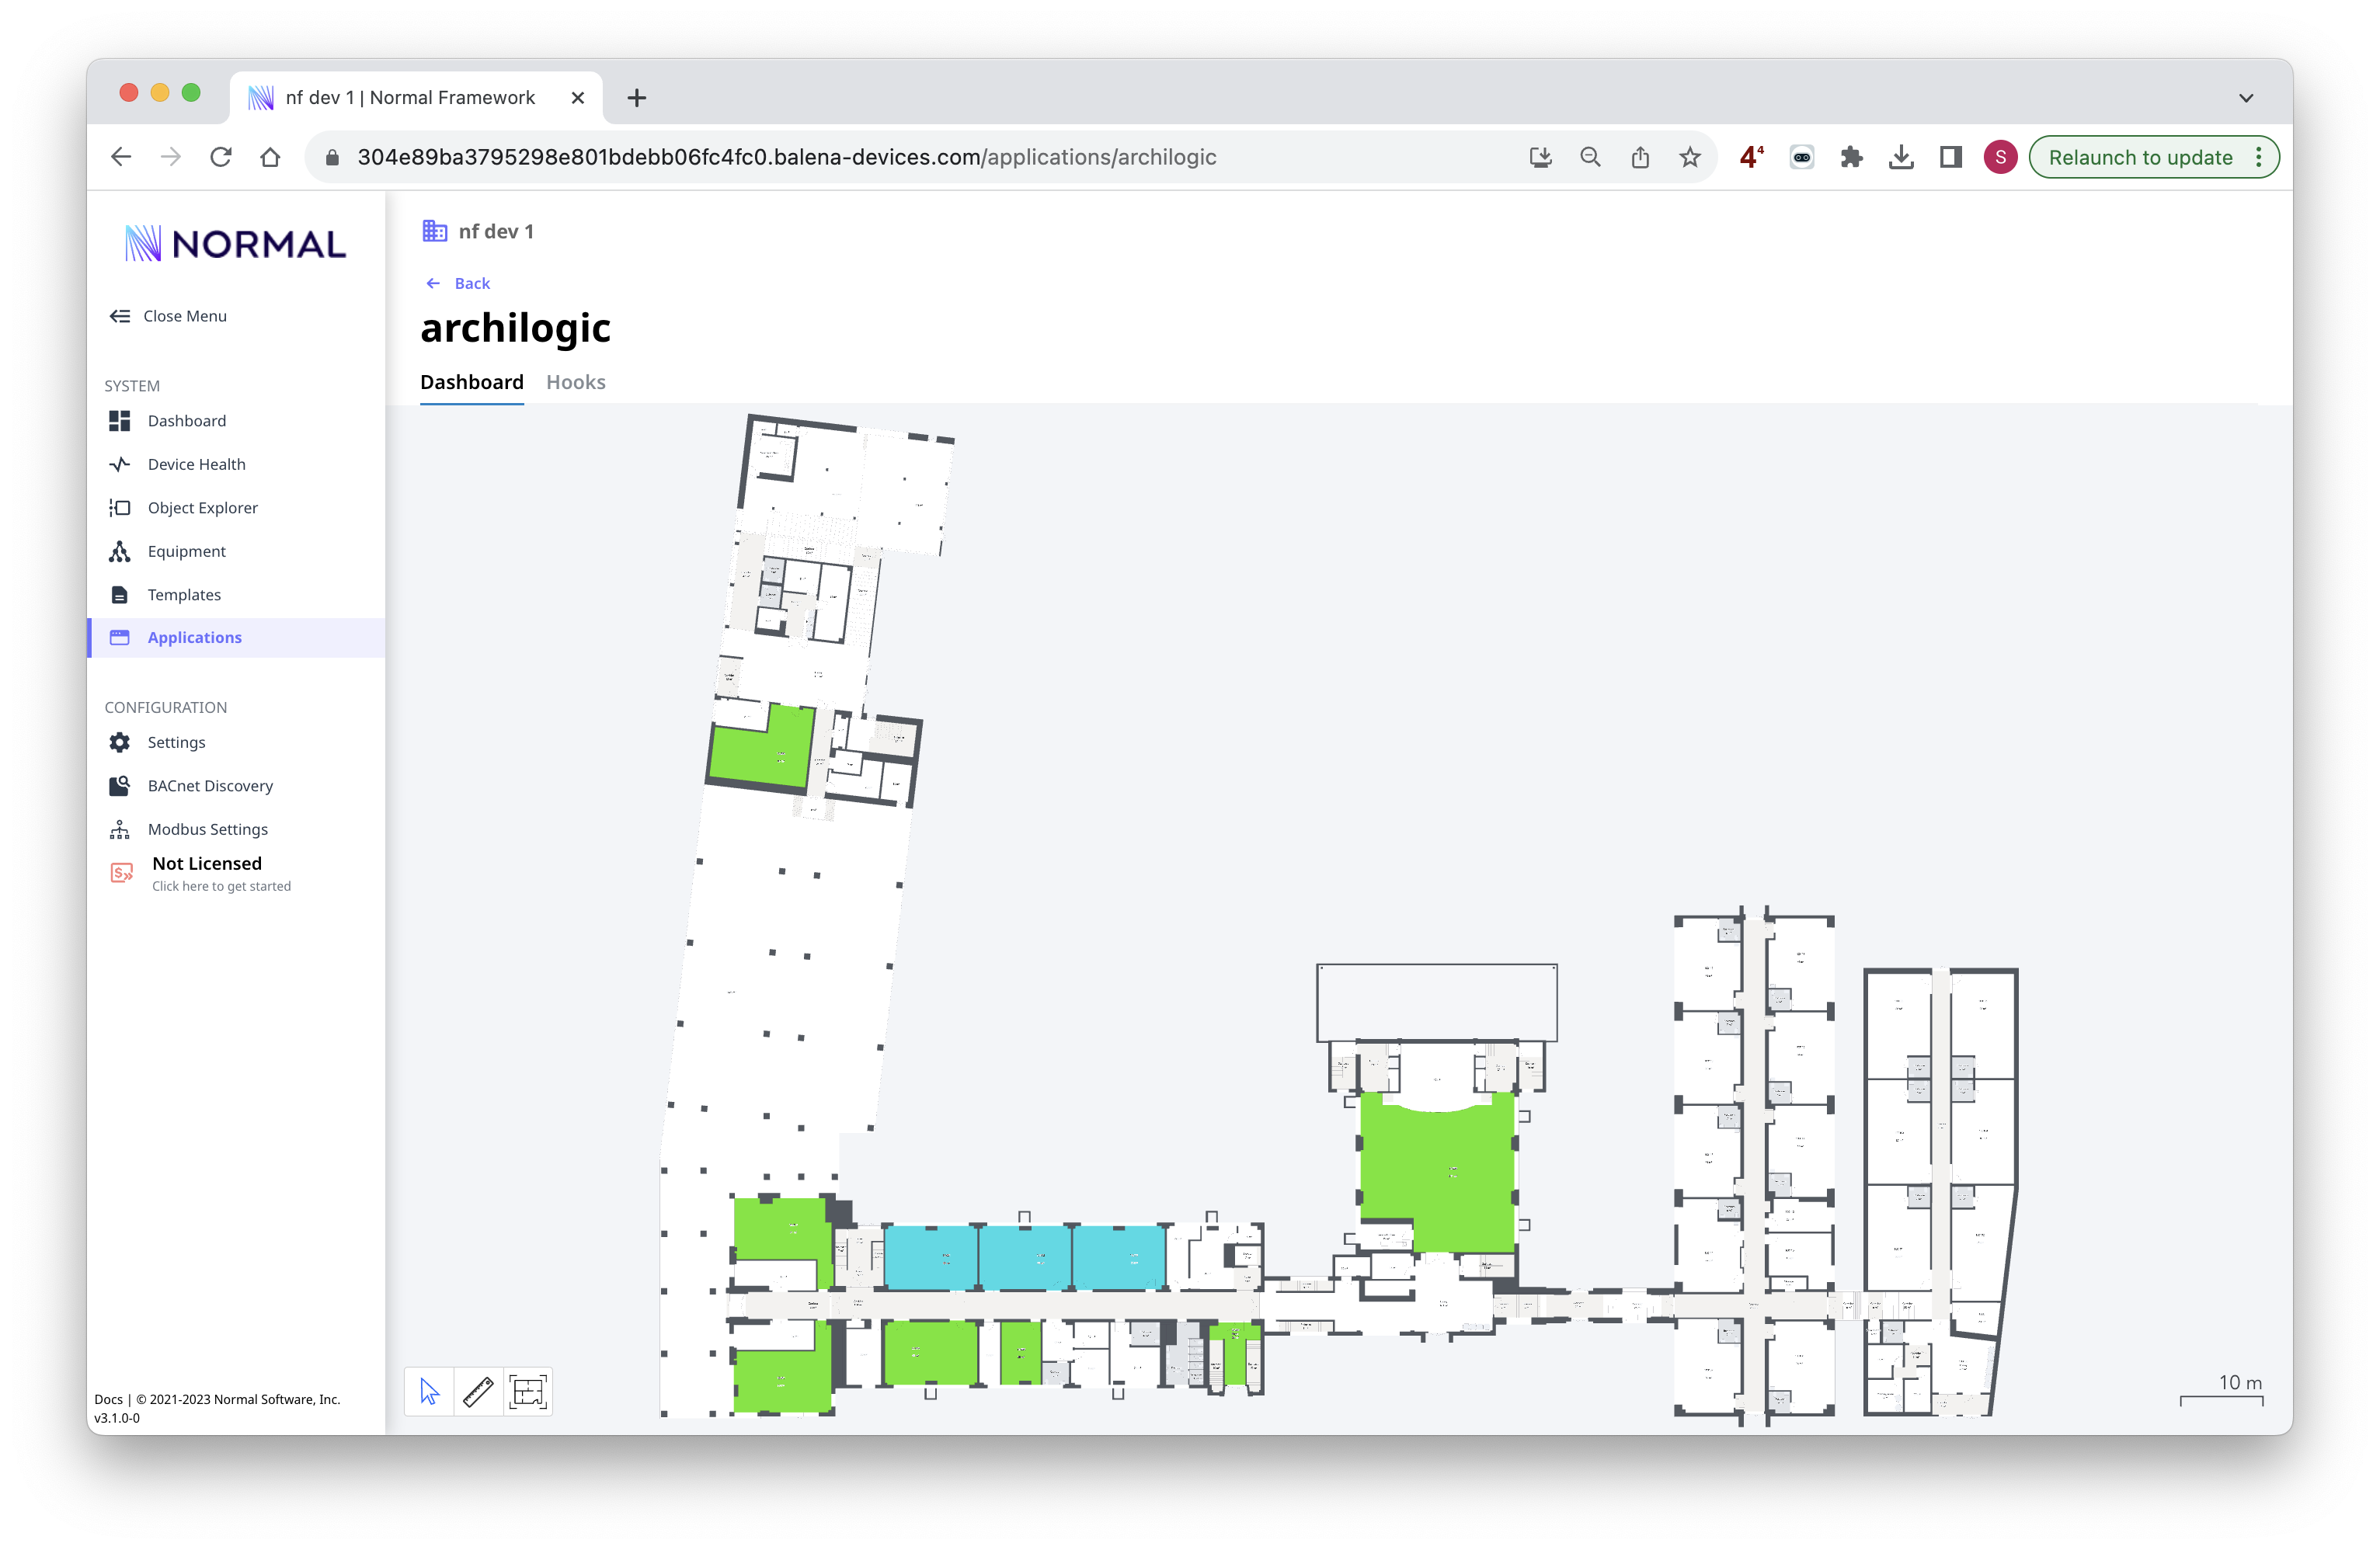 nf dev 1 | Normal Framework
304e89ba3795298e801bdebb06fc4fc0.balena-devices.com/applications/archilogic
4⁴
S
Relaunch to update
NORMAL
Close Menu
SYSTEM
Dashboard
Device Health
Object Explorer
Equipment
Templates
Applications
CONFIGURATION
Settings
BACnet Discovery
Modbus Settings
Not Licensed
Click here to get started
Docs | © 2021-2023 Normal Software, Inc.
v3.1.0-0
nf dev 1
Back
archilogic
Dashboard Hooks
10 m